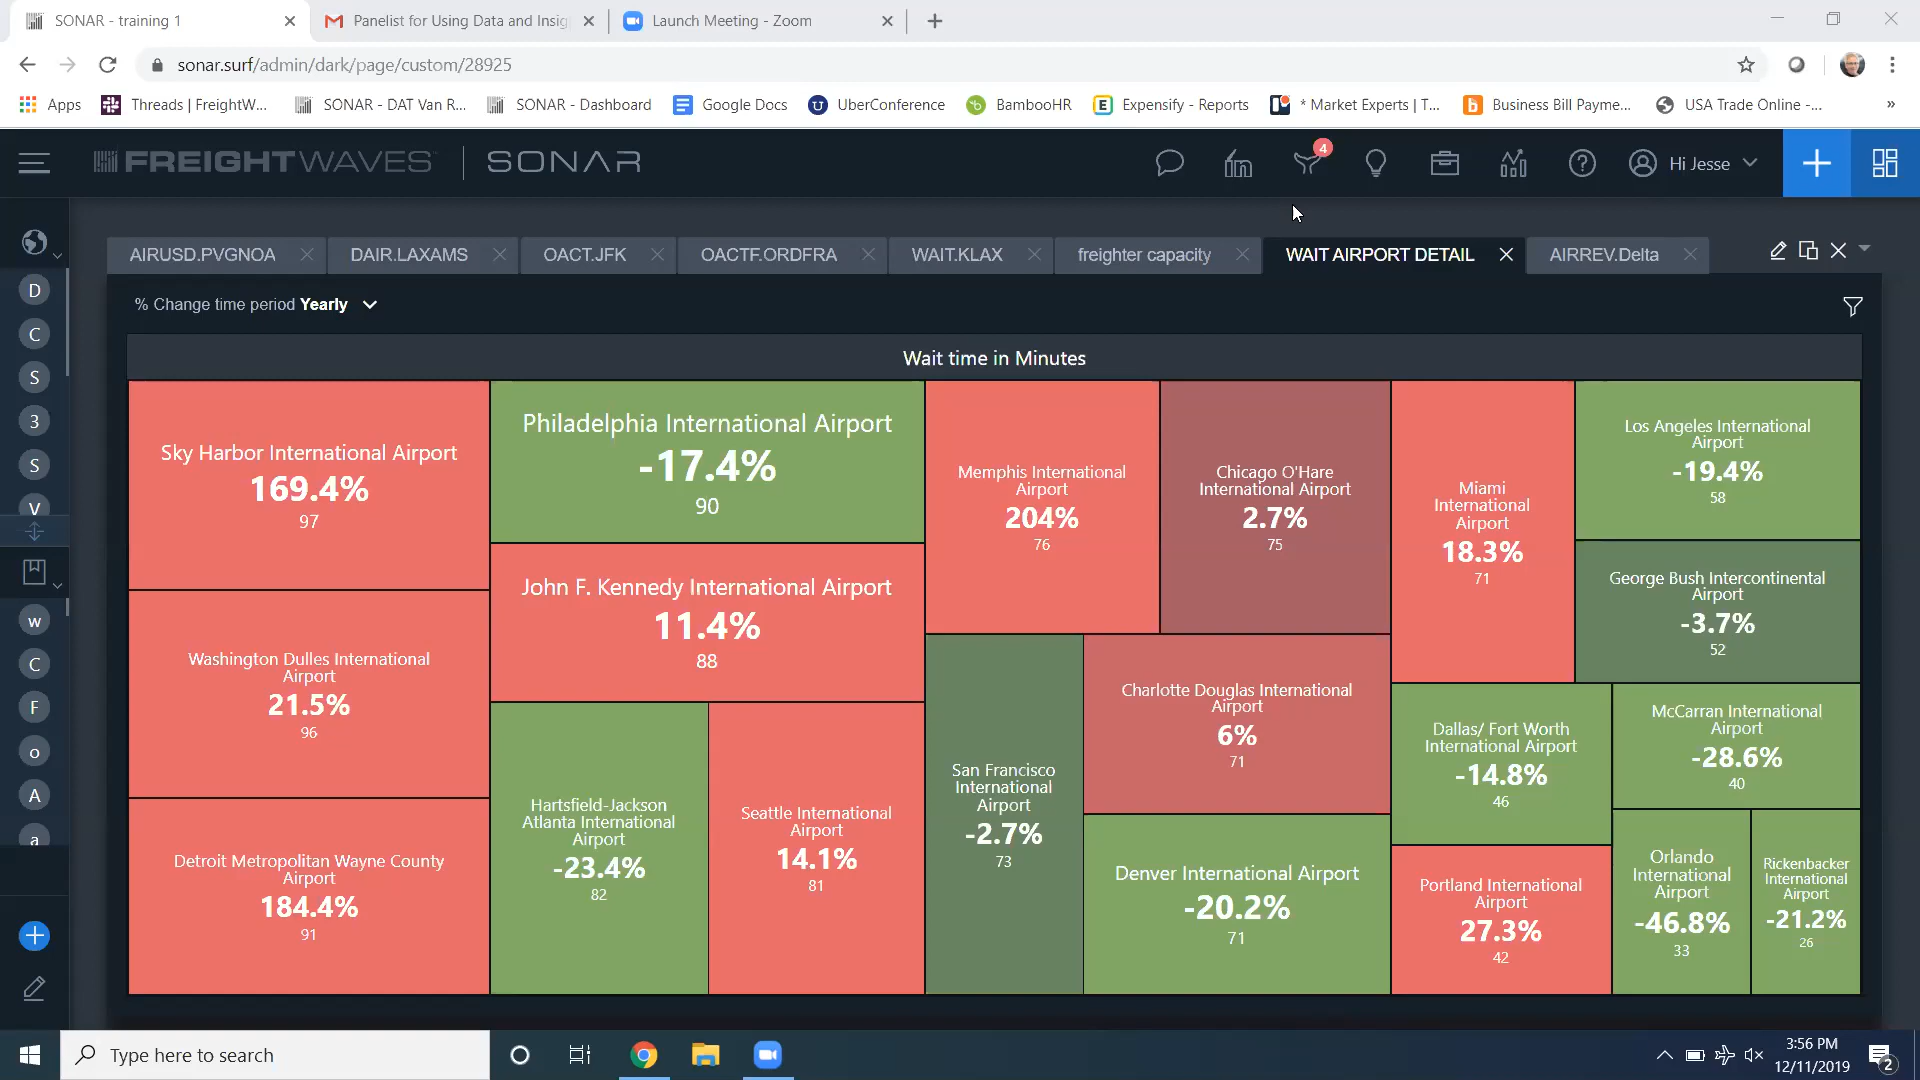 SONAR - training 1
Panelist for Using Data and Insig
Launch Meeting - Zoom
sonar.surf/admin/dark/page/custom/28925
Apps
Threads | FreightW...
SONAR - DAT Van R...
SONAR - Dashboard
Google Docs
UberConference
BambooHR
Expensify - Reports
* Market Experts | T...
Business Bill Payme...
USA Trade Online -...
»
FREIGHTWAVES | SONAR
4
Hi Jesse
AIRUSD.PVGNOA
DAIR.LAXAMS
OACT.JFK
OACTF.ORDFRA
WAIT.KLAX
freighter capacity
WAIT AIRPORT DETAIL
AIRREV.Delta
D
C
S
3
S
V
w
C
F
o
A
a
% Change time period Yearly
Wait time in Minutes
Sky Harbor International Airport
169.4%
97
Washington Dulles International
Airport
21.5%
96
Detroit Metropolitan Wayne County
Airport
184.4%
91
Philadelphia International Airport
-17.4%
90
John F. Kennedy International Airport
11.4%
88
Hartsfield-Jackson
Atlanta International
Airport
-23.4%
82
Seattle International
Airport
14.1%
81
Memphis International
Airport
204%
76
Chicago O'Hare
International Airport
2.7%
75
San Francisco
International
Airport
-2.7%
73
Charlotte Douglas International
Airport
6%
71
Denver International Airport
-20.2%
71
Miami
International
Airport
18.3%
71
Los Angeles International
Airport
-19.4%
58
George Bush Intercontinental
Airport
-3.7%
52
Dallas/ Fort Worth
International Airport
-14.8%
46
McCarran International
Airport
-28.6%
40
Portland International
Airport
27.3%
42
Orlando
International
Airport
-46.8%
33
Rickenbacker
International
Airport
-21.2%
26
Type here to search
3:56 PM
12/11/2019
2